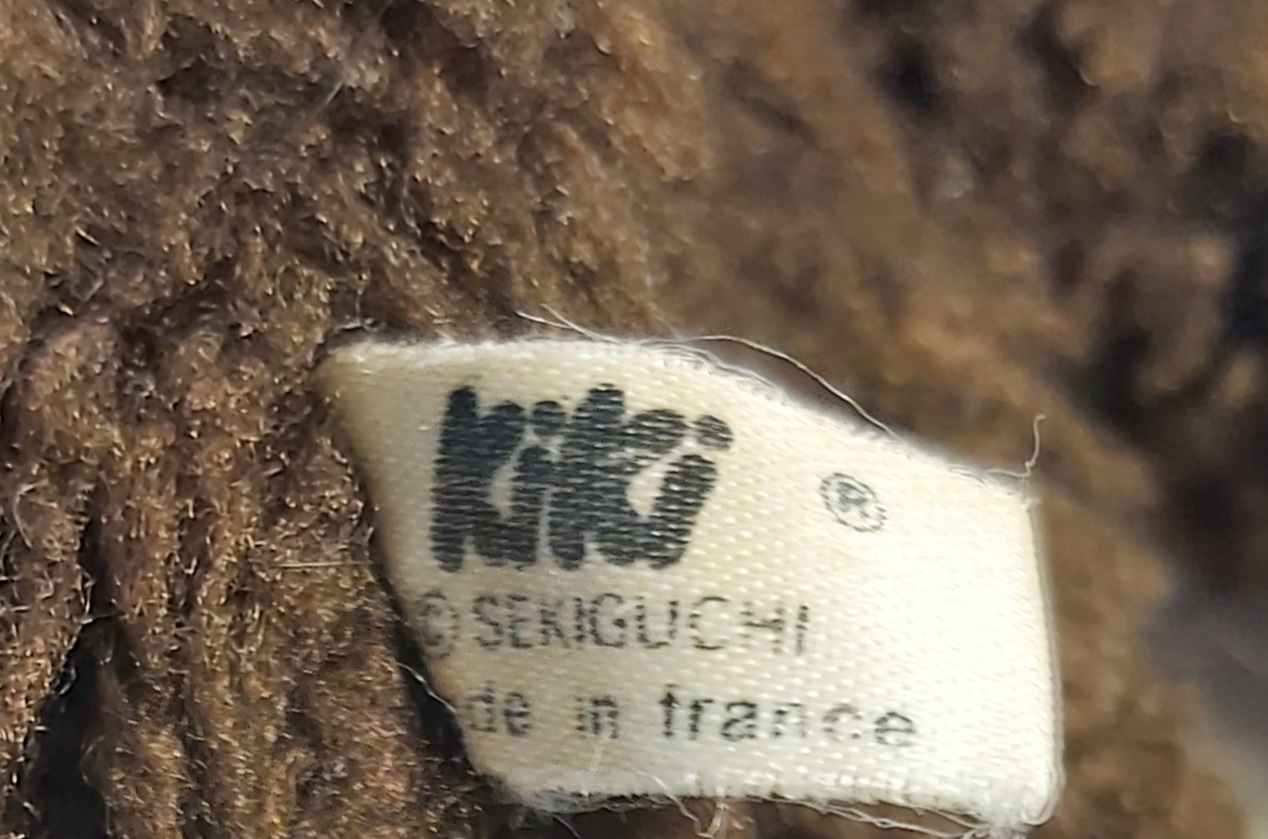 kiki ®
© SEKIGUCHI
de in france